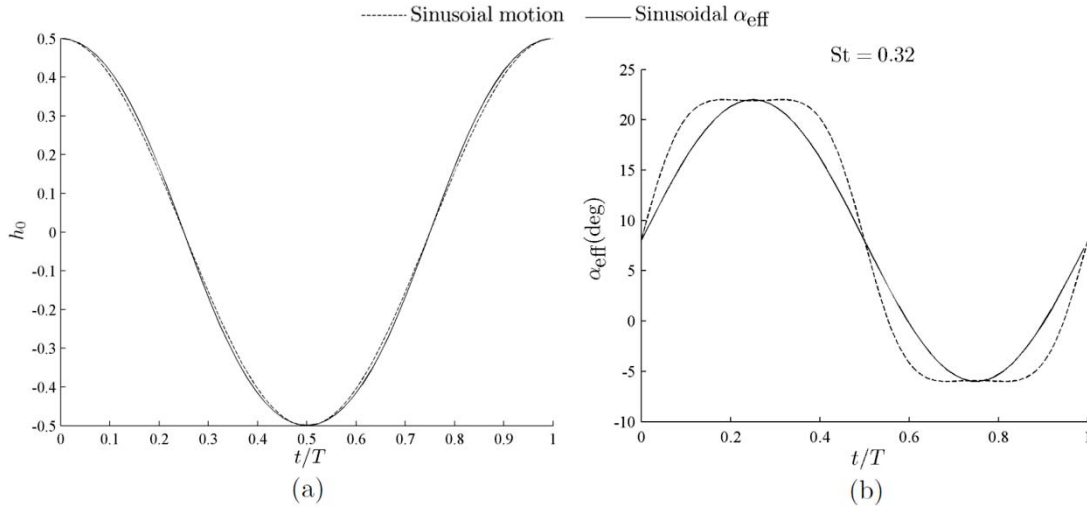 Sinusoial motion
Sinusoidal αeff
0.5
0.4
0.3
0.2
0.1
0
-0.1
-0.2
-0.3
-0.4
-0.5
h0
0 0.1 0.2 0.3 0.4 0.5 0.6 0.7 0.8 0.9 1
t/T
(a)
St = 0.32
25
20
15
10
5
0
-5
-10
αeff(deg)
0 0.2 0.4 0.6 0.8 1
t/T
(b)